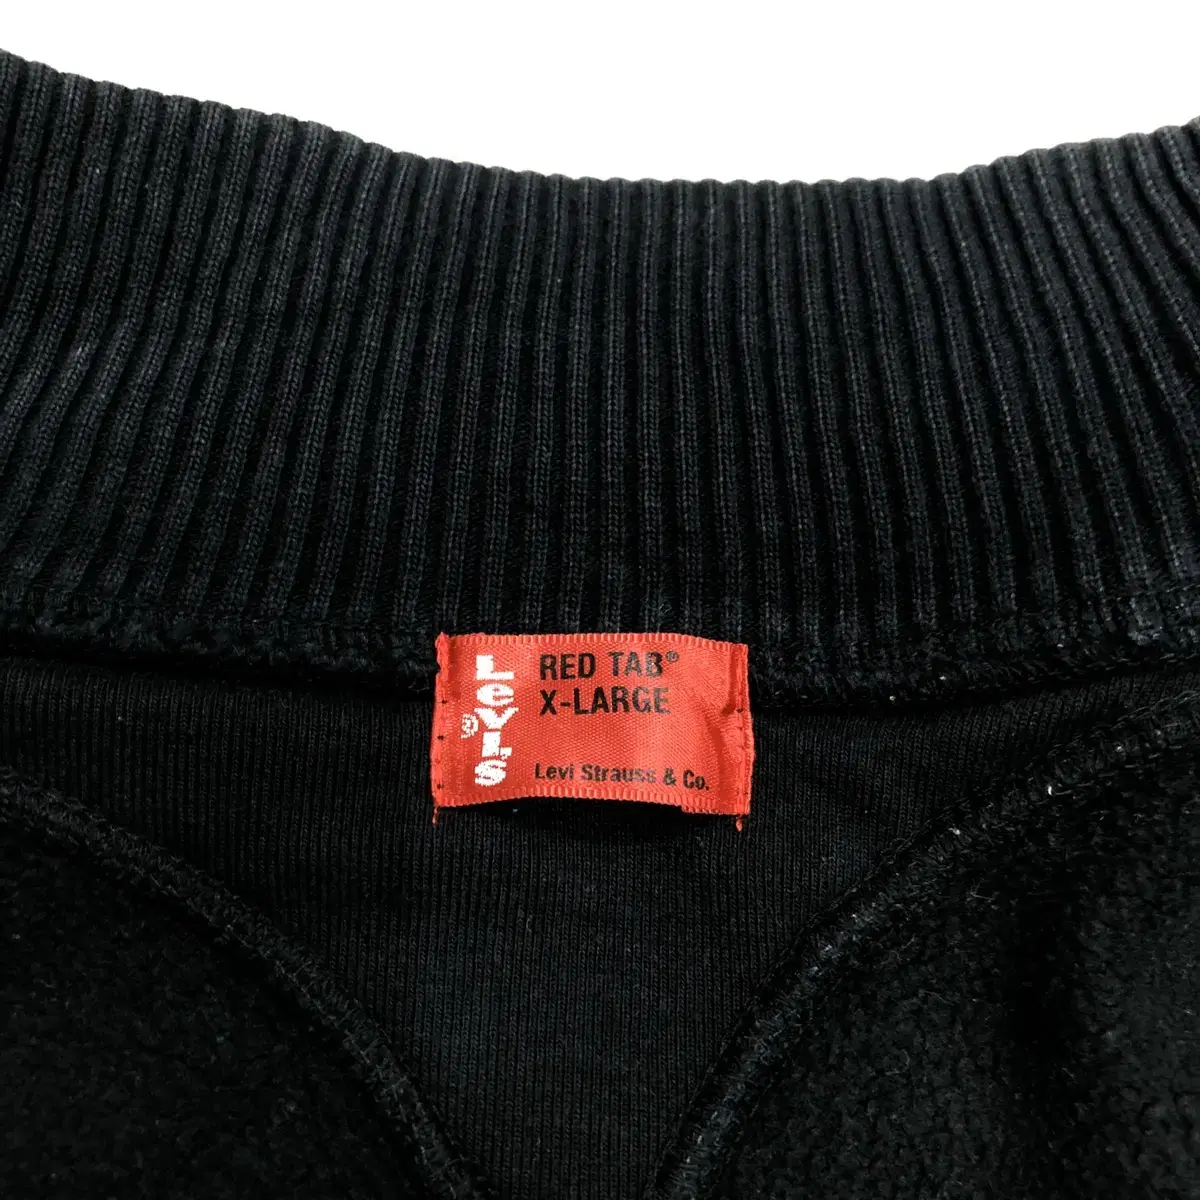 LeVI'S®
RED TAB®
X-LARGE
Levi Strauss & Co.